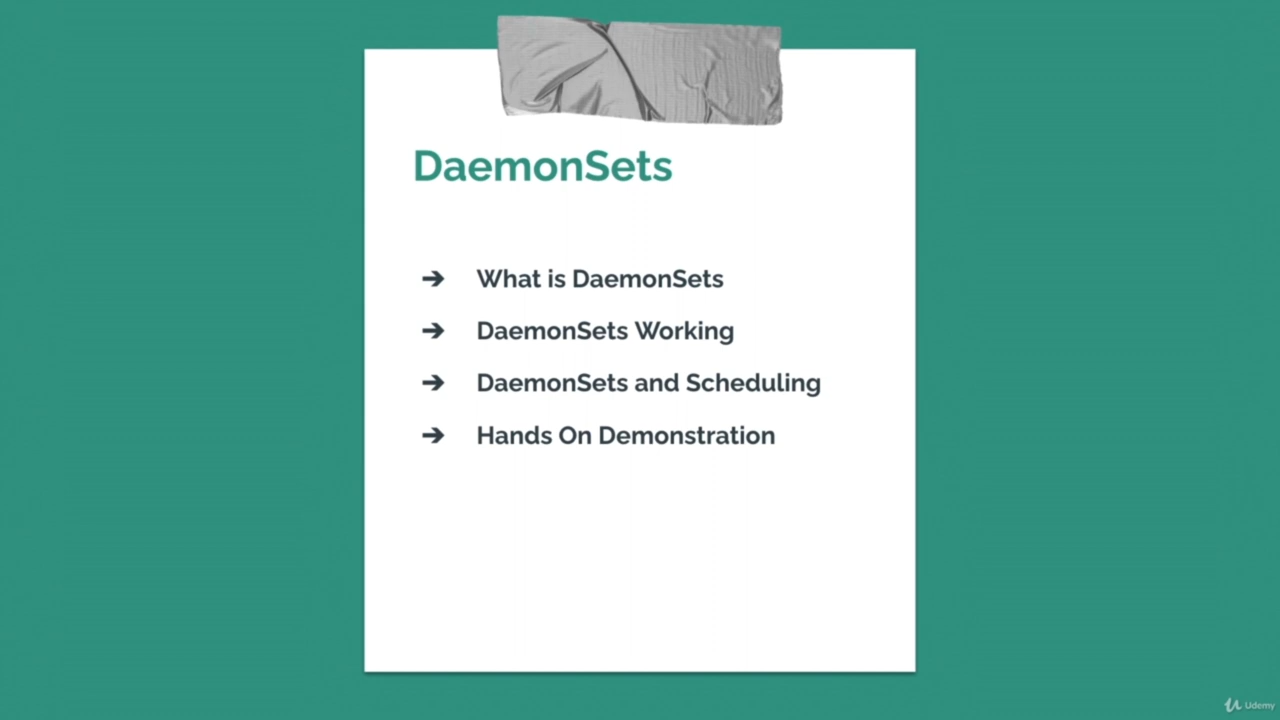 DaemonSets
➔ What is DaemonSets
➔ DaemonSets Working
➔ DaemonSets and Scheduling
➔ Hands On Demonstration
Udemy